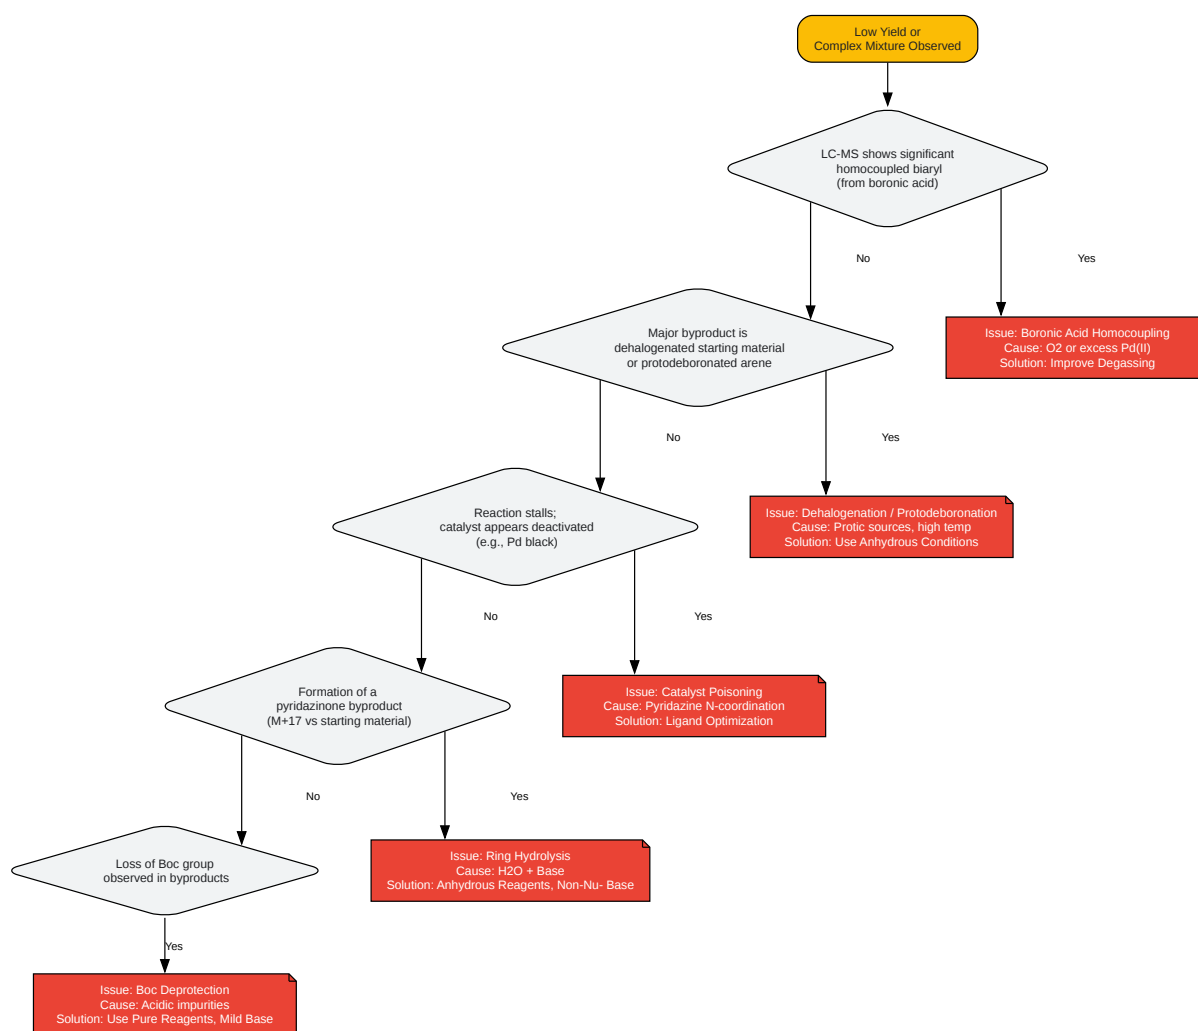 Low Yield or
Complex Mixture Observed
LC-MS shows significant
homocoupled biaryl
(from boronic acid)
No
Yes
Major byproduct is
dehalogenated starting material
or protodeboronated arene
Issue: Boronic Acid Homocoupling
Cause: O2 or excess Pd(II)
Solution: Improve Degassing
No
Yes
Reaction stalls;
catalyst appears deactivated
(e.g., Pd black)
Issue: Dehalogenation / Protodeboronation
Cause: Protic sources, high temp
Solution: Use Anhydrous Conditions
No
Yes
Formation of a
pyridazinone byproduct
(M+17 vs starting material)
Issue: Catalyst Poisoning
Cause: Pyridazine N-coordination
Solution: Ligand Optimization
No
Yes
Loss of Boc group
observed in byproducts
Issue: Ring Hydrolysis
Cause: H2O + Base
Solution: Anhydrous Reagents, Non-Nu- Base
Yes
Issue: Boc Deprotection
Cause: Acidic impurities
Solution: Use Pure Reagents, Mild Base